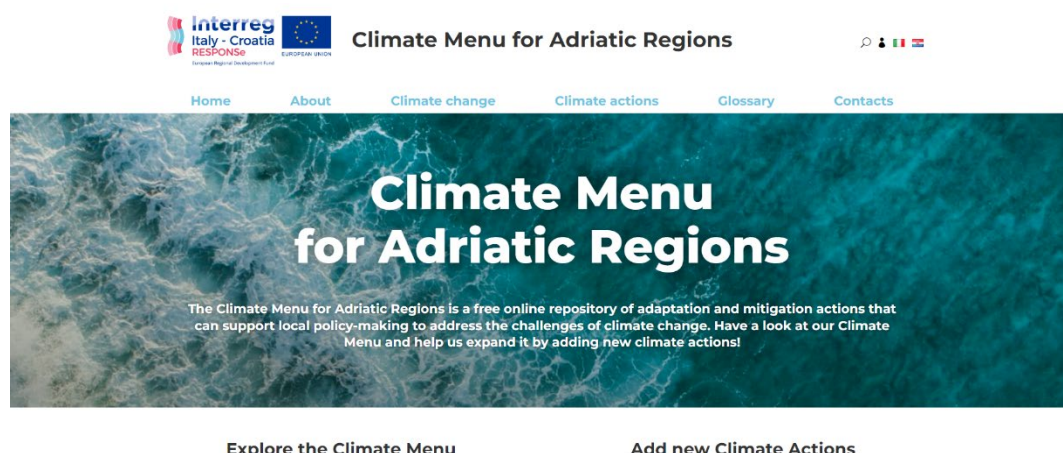 Interreg
Italy - Croatia
RESPONSe
European Regional Development Fund
EUROPEAN UNION
Climate Menu for Adriatic Regions
Home About Climate change Climate actions Glossary Contacts
Climate Menu
for Adriatic Regions
The Climate Menu for Adriatic Regions is a free online repository of adaptation and mitigation actions that
can support local policy-making to address the challenges of climate change. Have a look at our Climate
Menu and help us expand it by adding new climate actions!
Explore the Climate Menu Add new Climate Actions